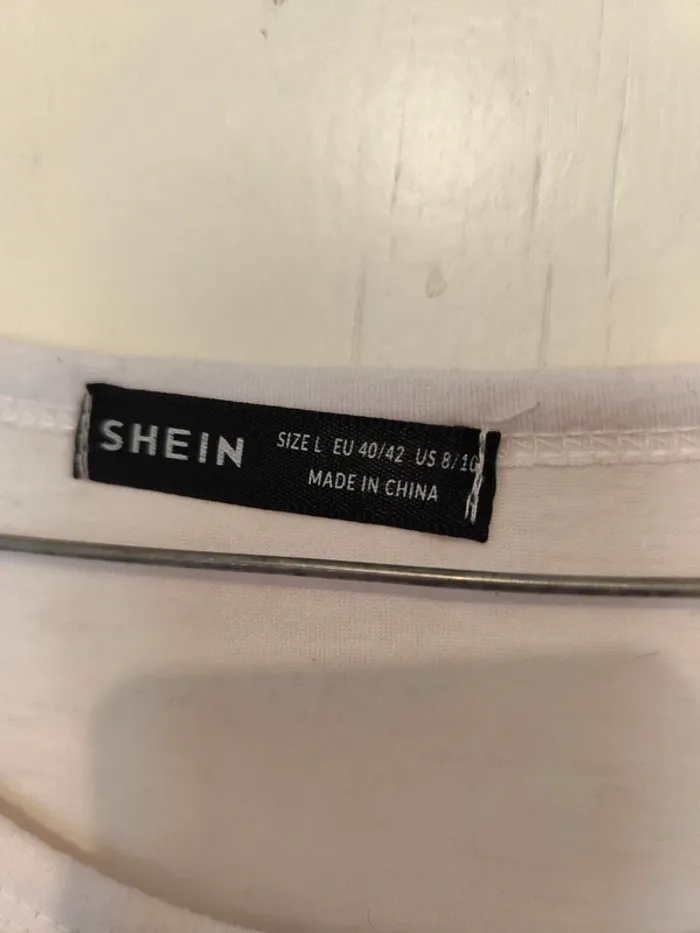 SHEIN
SIZE L EU 40/42 US 8/10
MADE IN CHINA